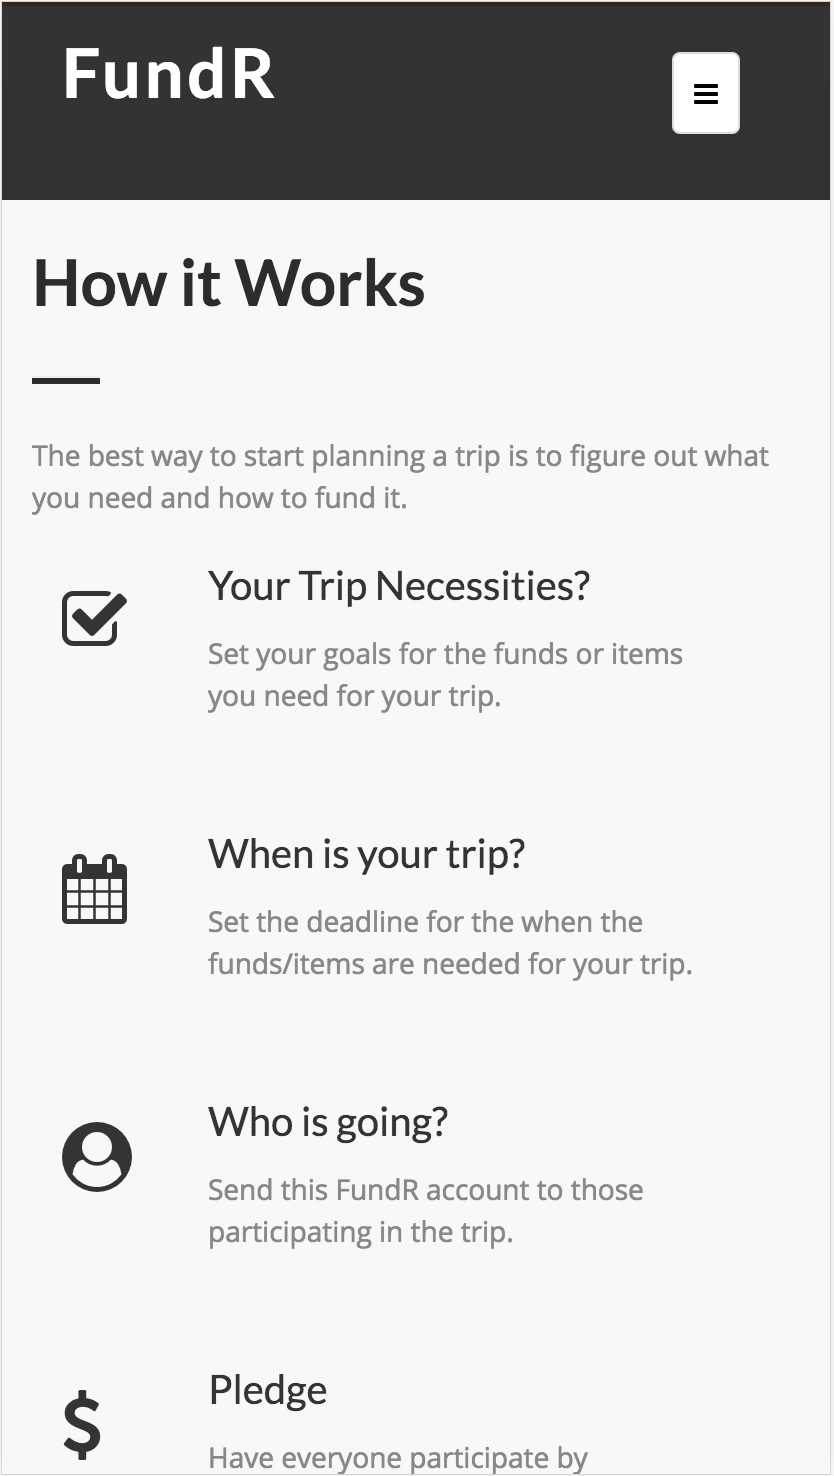 FundR
How it Works
The best way to start planning a trip is to figure out what
you need and how to fund it.
Your Trip Necessities?
Set your goals for the funds or items
you need for your trip.
When is your trip?
Set the deadline for the when the
funds/items are needed for your trip.
Who is going?
Send this FundR account to those
participating in the trip.
$
Pledge
Have everyone participate by